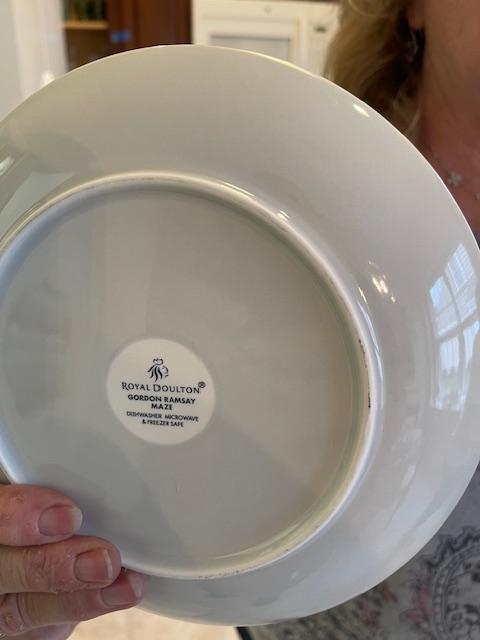 ROYAL DOULTON®
GORDON RAMSAY
MAZE
DISHWASHER MICROWAVE
& FREEZER SAFE